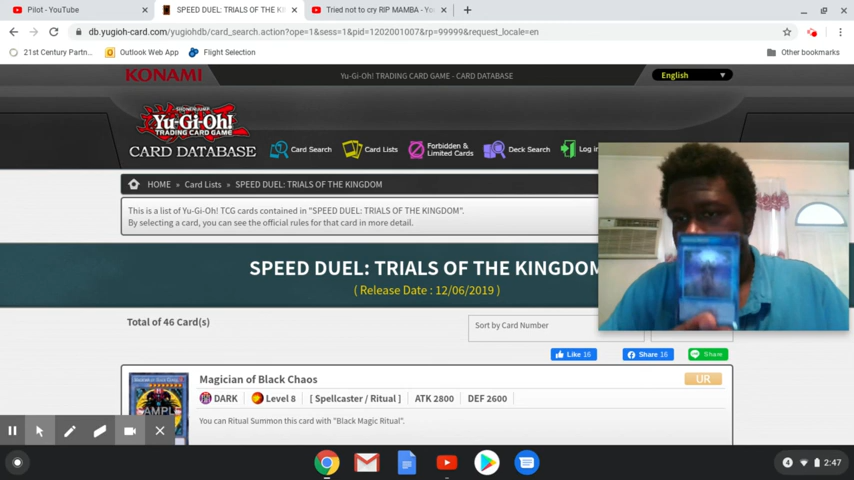 Pilot - YouTube
SPEED DUEL: TRIALS OF THE KI
Tried not to cry RIP MAMBA - Yo
db.yugioh-card.com/yugiohdb/card_search.action?ope=1&sess=1&pid=1202001007&rp=99999&request_locale=en
21st Century Partn...
Outlook Web App
Flight Selection
Other bookmarks
KONAMI
Yu-Gi-Oh! TRADING CARD GAME - CARD DATABASE
English
SHONEN JUMP
Yu-Gi-Oh!
TRADING CARD GAME
CARD DATABASE
Card Search
Card Lists
Forbidden &
Limited Cards
Deck Search
Log in
HOME » Card Lists » SPEED DUEL: TRIALS OF THE KINGDOM
This is a list of Yu-Gi-Oh! TCG cards contained in "SPEED DUEL: TRIALS OF THE KINGDOM".
By selecting a card, you can see the official rules for that card in more detail.
SPEED DUEL: TRIALS OF THE KINGDOM
( Release Date : 12/06/2019 )
Total of 46 Card(s)
Sort by Card Number
Like 16
Share 16
Share
Magician of Black Chaos
UR
DARK
Level 8
[ Spellcaster / Ritual ]
ATK 2800
DEF 2600
You can Ritual Summon this card with "Black Magic Ritual".
4
2:47